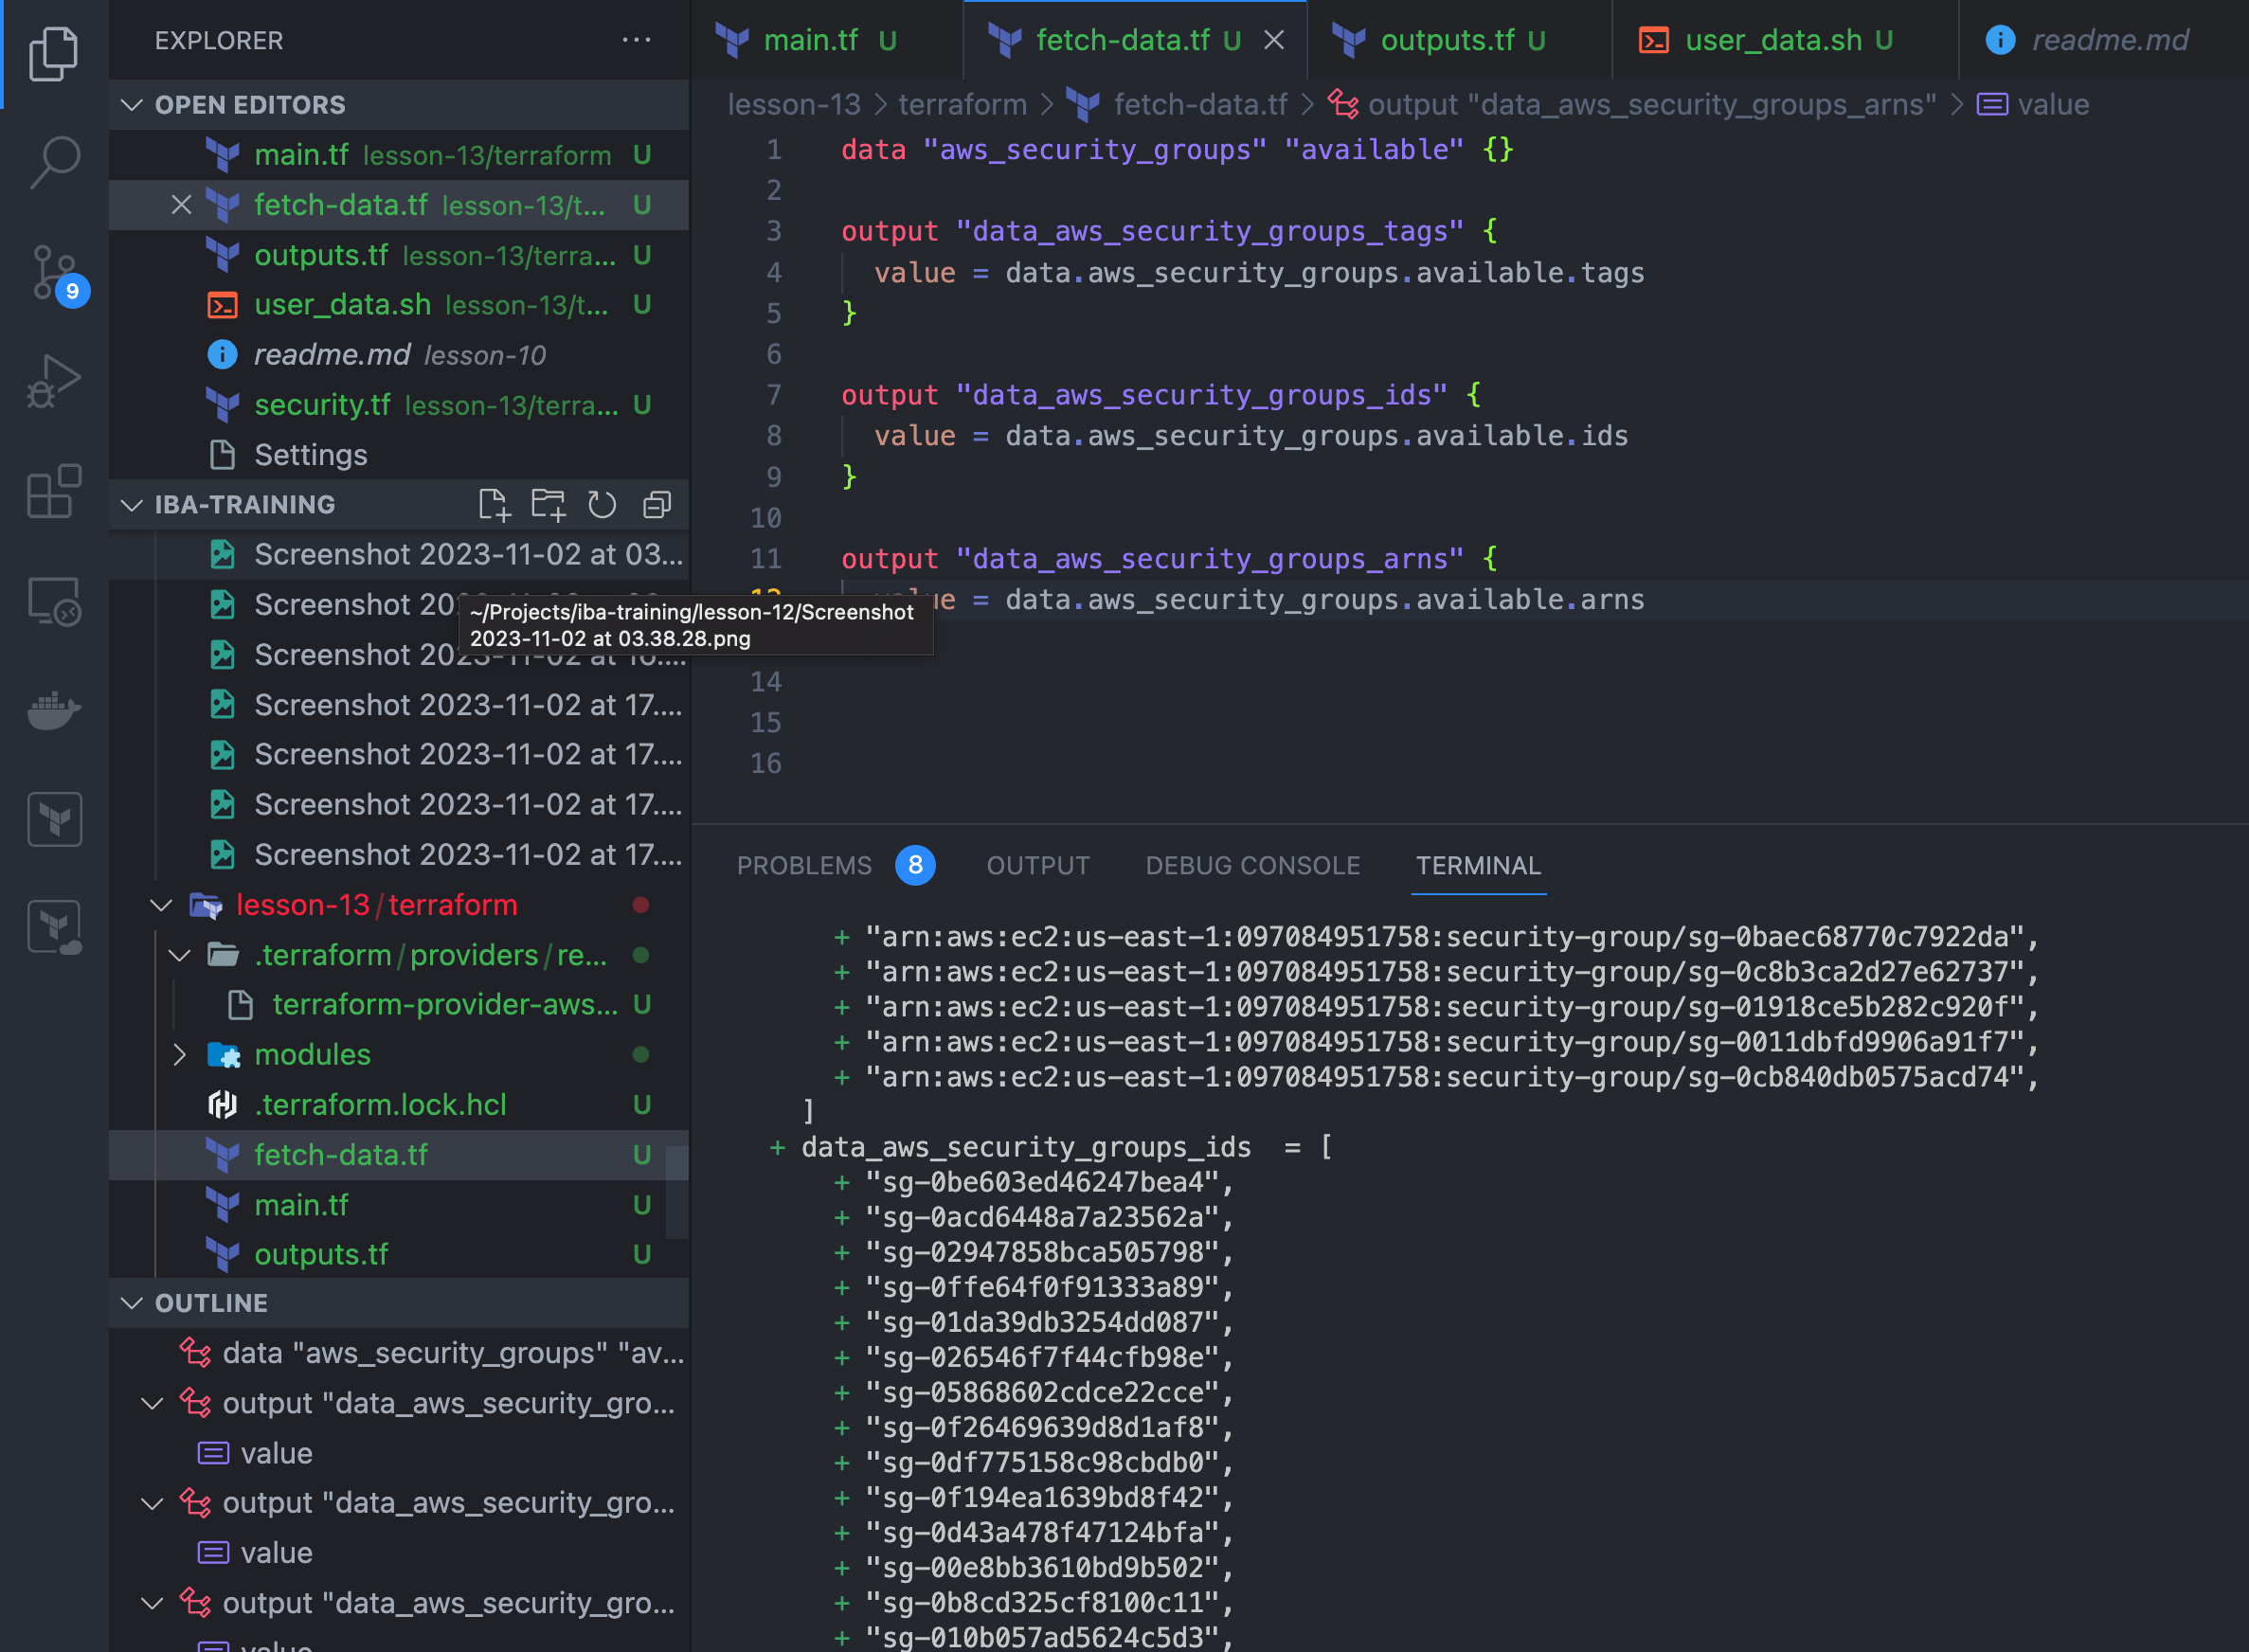 EXPLORER
OPEN EDITORS
main.tf lesson-13/terraform U
fetch-data.tf lesson-13/t... U
outputs.tf lesson-13/terra... U
user_data.sh lesson-13/t... U
readme.md lesson-10
security.tf lesson-13/terra... U
Settings
9
IBA-TRAINING
Screenshot 2023-11-02 at 03...
Screenshot 20
Screenshot 2023-11-02 at 16....
Screenshot 2023-11-02 at 17....
Screenshot 2023-11-02 at 17....
Screenshot 2023-11-02 at 17....
Screenshot 2023-11-02 at 17....
~/Projects/iba-training/lesson-12/Screenshot
2023-11-02 at 03.38.28.png
lesson-13/terraform
.terraform/providers/re...
terraform-provider-aws... U
modules
.terraform.lock.hcl U
fetch-data.tf U
main.tf U
outputs.tf U
OUTLINE
data "aws_security_groups" "av...
output "data_aws_security_gro...
value
output "data_aws_security_gro...
value
output "data_aws_security_gro...
value
main.tf U
fetch-data.tf U
outputs.tf U
user_data.sh U
readme.md
lesson-13 > terraform > fetch-data.tf > output "data_aws_security_groups_arns" > value
1 data "aws_security_groups" "available" {}
2
3 output "data_aws_security_groups_tags" {
4 value = data.aws_security_groups.available.tags
5 }
6
7 output "data_aws_security_groups_ids" {
8 value = data.aws_security_groups.available.ids
9 }
10
11 output "data_aws_security_groups_arns" {
12 value = data.aws_security_groups.available.arns
14
15
16
PROBLEMS 8 OUTPUT DEBUG CONSOLE TERMINAL
+ "arn:aws:ec2:us-east-1:097084951758:security-group/sg-0baec68770c7922da",
+ "arn:aws:ec2:us-east-1:097084951758:security-group/sg-0c8b3ca2d27e62737",
+ "arn:aws:ec2:us-east-1:097084951758:security-group/sg-01918ce5b282c920f",
+ "arn:aws:ec2:us-east-1:097084951758:security-group/sg-0011dbfd9906a91f7",
+ "arn:aws:ec2:us-east-1:097084951758:security-group/sg-0cb840db0575acd74",
]
+ data_aws_security_groups_ids = [
+ "sg-0be603ed46247bea4",
+ "sg-0acd6448a7a23562a",
+ "sg-02947858bca505798",
+ "sg-0ffe64f0f91333a89",
+ "sg-01da39db3254dd087",
+ "sg-026546f7f44cfb98e",
+ "sg-05868602cdce22cce",
+ "sg-0f26469639d8d1af8",
+ "sg-0df775158c98cbdb0",
+ "sg-0f194ea1639bd8f42",
+ "sg-0d43a478f47124bfa",
+ "sg-00e8bb3610bd9b502",
+ "sg-0b8cd325cf8100c11",
+ "sg-010b057ad5624c5d3",